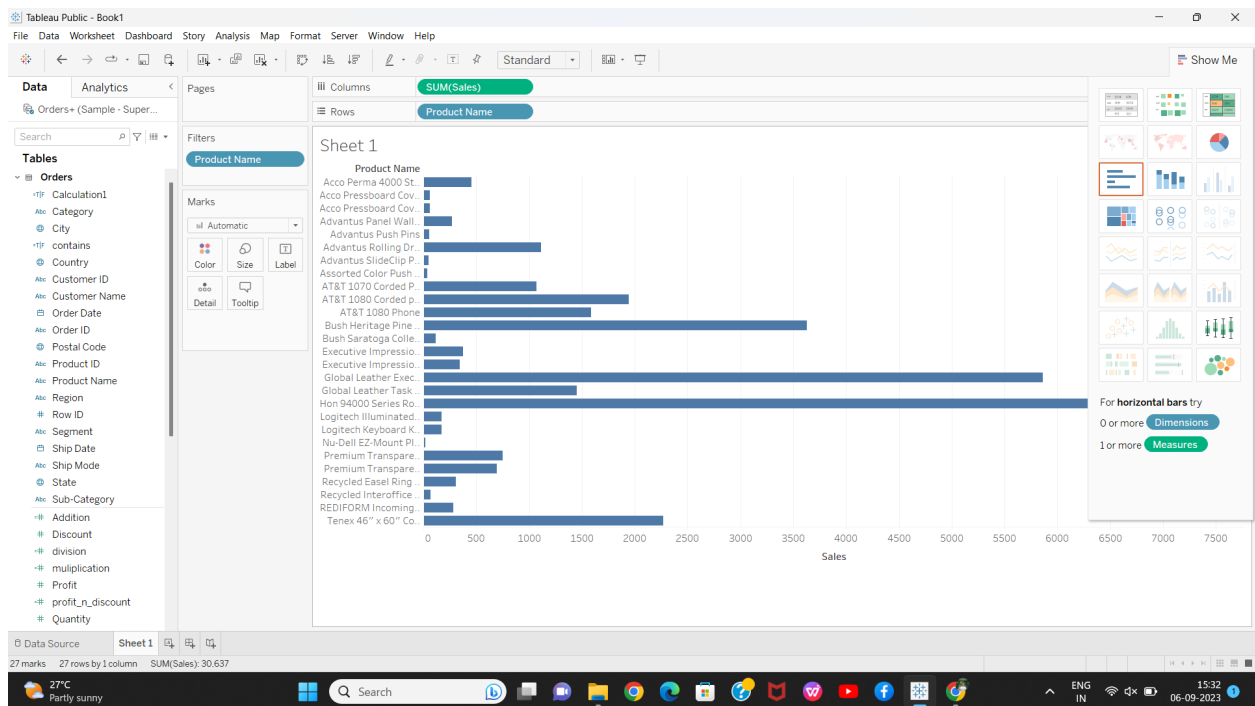 Tableau Public - Book1
File Data Worksheet Dashboard Story Analysis Map Format Server Window Help
Standard
Show Me
Data Analytics
Orders+ (Sample - Super...
Search
Tables
Orders
=T|F Calculation1
Abc Category
City
=T|F contains
Country
Abc Customer ID
Abc Customer Name
Order Date
Abc Order ID
Postal Code
Abc Product ID
Abc Product Name
Abc Region
# Row ID
Abc Segment
Ship Date
Abc Ship Mode
State
Abc Sub-Category
=# Addition
# Discount
=# division
=# muliplication
# Profit
=# profit_n_discount
# Quantity
Pages
Filters
Product Name
Marks
Automatic
Color Size Label
Detail Tooltip
Columns SUM(Sales)
Rows Product Name
Sheet 1
Product Name
Acco Perma 4000 St..
Acco Pressboard Cov..
Acco Pressboard Cov..
Advantus Panel Wall..
Advantus Push Pins
Advantus Rolling Dr..
Advantus SlideClip P..
Assorted Color Push ..
AT&T 1070 Corded P..
AT&T 1080 Corded p..
AT&T 1080 Phone
Bush Heritage Pine ..
Bush Saratoga Colle..
Executive Impressio..
Executive Impressio..
Global Leather Exec..
Global Leather Task ..
Hon 94000 Series Ro..
Logitech Illuminated..
Logitech Keyboard K..
Nu-Dell EZ-Mount Pl..
Premium Transpare..
Premium Transpare..
Recycled Easel Ring ..
Recycled Interoffice ..
REDIFORM Incoming..
Tenex 46" x 60" Co..
0 500 1000 1500 2000 2500 3000 3500 4000 4500 5000 5500 6000 6500 7000 7500
Sales
For horizontal bars try
0 or more Dimensions
1 or more Measures
Data Source Sheet 1
27 marks 27 rows by 1 column SUM(Sales): 30.637
27°C
Partly sunny
Search
ENG
IN
15:32
06-09-2023
1